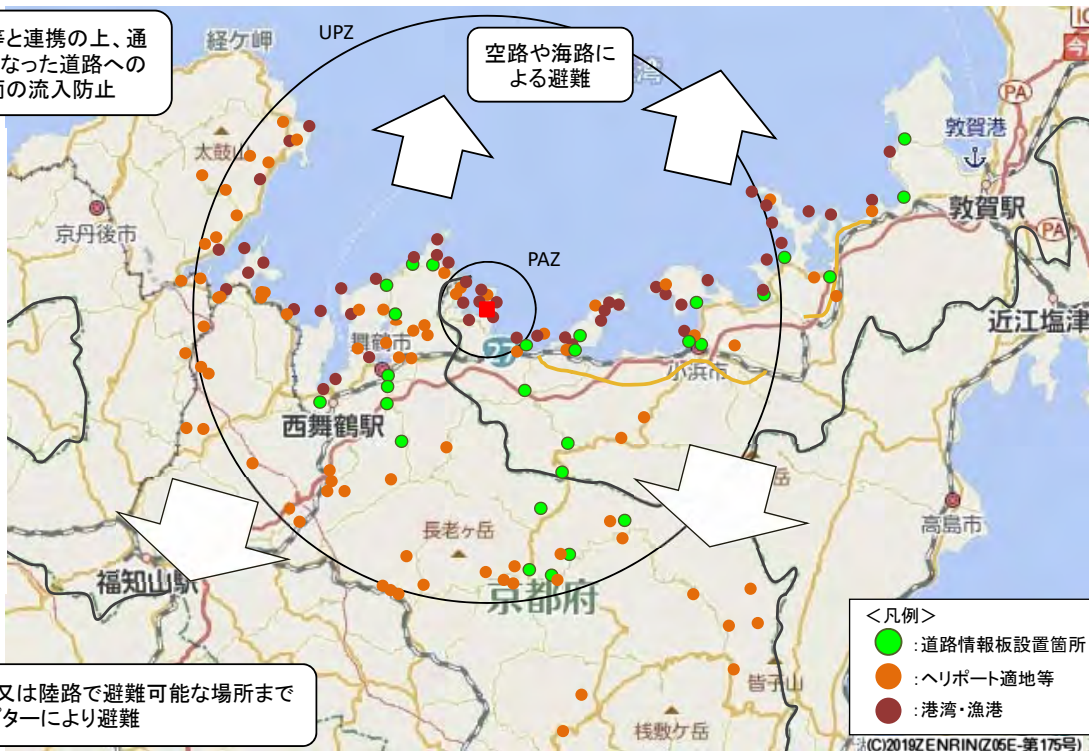 等と連携の上、通
なった道路への
両の流入防止
経ケ岬
UPZ
空路や海路に
よる避難
湾
IC
今
PA
敦賀港
敦賀駅
PA
太鼓山
京丹後市
PAZ
近江塩津
舞鶴市
27
小浜市
西舞鶴駅
岳
高島市
長老ヶ岳
福知山駅
京都府
又は陸路で避難可能な場所まで
プターにより避難
皆子山
桟敷ケ岳
<凡例>
:道路情報板設置箇所
:ヘリポート適地等
:港湾・漁港
(C)2019ZENRIN(Z05E-第175号)